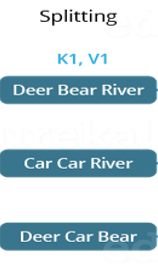 Splitting
K1, V1
Deer Bear River
Car Car River
Deer Car Bear